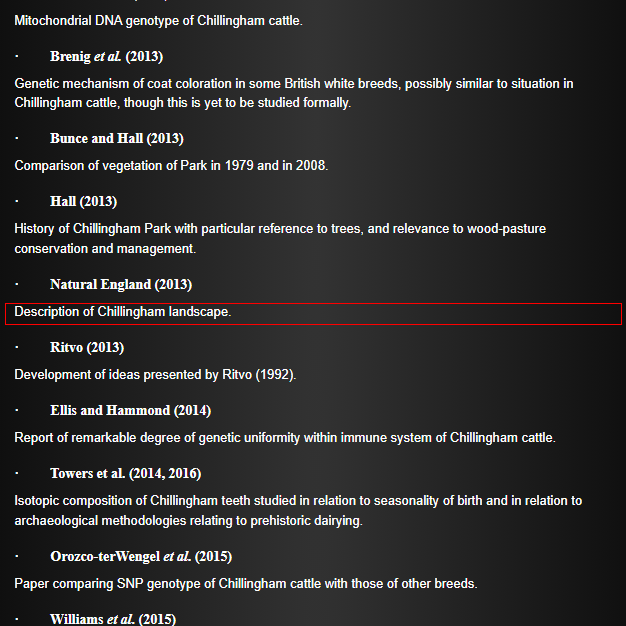 Mitochondrial DNA genotype of Chillingham cattle.
· Brenig et al. (2013)
Genetic mechanism of coat coloration in some British white breeds, possibly similar to situation in
Chillingham cattle, though this is yet to be studied formally.
· Bunce and Hall (2013)
Comparison of vegetation of Park in 1979 and in 2008.
· Hall (2013)
History of Chillingham Park with particular reference to trees, and relevance to wood-pasture
conservation and management.
· Natural England (2013)
Description of Chillingham landscape.
· Ritvo (2013)
Development of ideas presented by Ritvo (1992).
· Ellis and Hammond (2014)
Report of remarkable degree of genetic uniformity within immune system of Chillingham cattle.
· Towers et al. (2014, 2016)
Isotopic composition of Chillingham teeth studied in relation to seasonality of birth and in relation to
archaeological methodologies relating to prehistoric dairying.
· Orozco-terWengel et al. (2015)
Paper comparing SNP genotype of Chillingham cattle with those of other breeds.
· Williams et al. (2015)